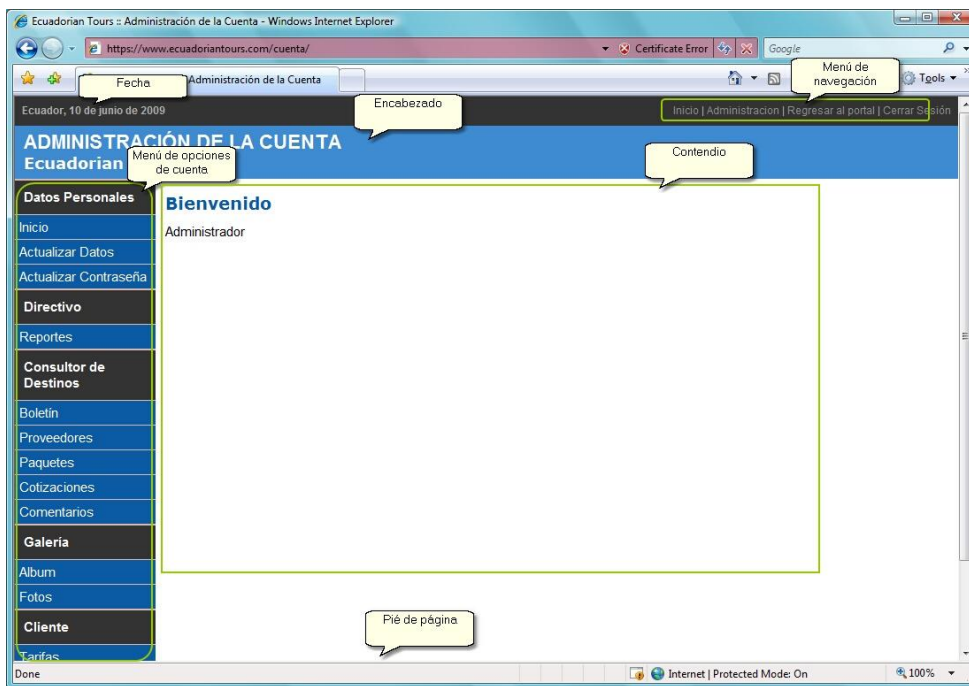 Ecuadorian Tours :: Administración de la Cuenta - Windows Internet Explorer
https://www.ecuadoriantours.com/cuenta/
Certificate Error
Google
Fecha
Administración de la Cuenta
Menú de
navegación
Tools
Ecuador, 10 de junio de 2009
Encabezado
Inicio | Administracion | Regresar al portal | Cerrar Sesión
ADMINISTRACIÓN DE LA CUENTA
Ecuadorian
Menú de opciones
de cuenta
Contendio
Datos Personales
Inicio
Actualizar Datos
Actualizar Contraseña
Directivo
Reportes
Consultor de
Destinos
Boletín
Proveedores
Paquetes
Cotizaciones
Comentarios
Galería
Album
Fotos
Cliente
Tarifas
Bienvenido
Administrador
Pié de página
Done
Internet | Protected Mode: On
100%